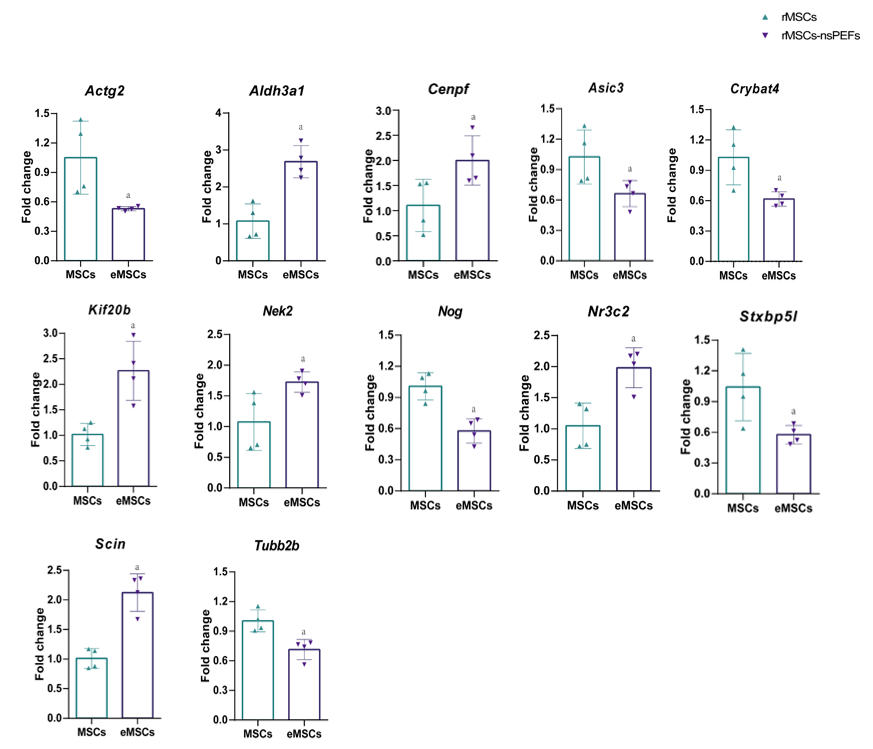 rMSCs
rMSCs-nsPEFs
Actg2
Fold change
1.5
1.2
0.9
0.6
0.3
0.0
a
MSCs eMSCs
Aldh3a1
Fold change
4
3
2
1
0
a
MSCs eMSCs
Cenpf
Fold change
3.0
2.5
2.0
1.5
1.0
0.5
0.0
a
MSCs eMSCs
Asic3
Fold change
1.5
1.2
0.9
0.6
0.3
0.0
a
MSCs eMSCs
Crybat4
Fold change
1.5
1.2
0.9
0.6
0.3
0.0
a
MSCs eMSCs
Kif20b
Fold change
3.0
2.5
2.0
1.5
1.0
0.5
0.0
a
MSCs eMSCs
Nek2
Fold change
2.5
2.0
1.5
1.0
0.5
0.0
a
MSCs eMSCs
Nog
Fold change
1.5
1.2
0.9
0.6
0.3
0.0
a
MSCs eMSCs
Nr3c2
Fold change
2.5
2.0
1.5
1.0
0.5
0.0
a
MSCs eMSCs
Stxbp5l
Fold change
1.5
1.2
0.9
0.6
0.3
0.0
a
MSCs eMSCs
Scin
Fold change
2.5
2.0
1.5
1.0
0.5
0.0
a
MSCs eMSCs
Tubb2b
Fold change
1.5
1.2
0.9
0.6
0.3
0.0
a
MSCs eMSCs